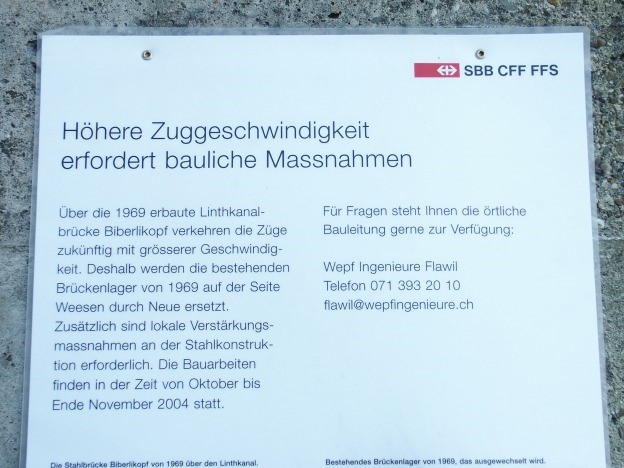 SBB CFF FFS
Höhere Zuggeschwindigkeit
erfordert bauliche Massnahmen
Über die 1969 erbaute Linthkanal-
brücke Biberlikopf verkehren die Züge
zukünftig mit grösserer Geschwindig-
keit. Deshalb werden die bestehenden
Brückenlager von 1969 auf der Seite
Weesen durch Neue ersetzt.
Zusätzlich sind lokale Verstärkungs-
massnahmen an der Stahlkonstruk-
tion erforderlich. Die Bauarbeiten
finden in der Zeit von Oktober bis
Ende November 2004 statt.
Für Fragen steht Ihnen die örtliche
Bauleitung gerne zur Verfügung:
Wepf Ingenieure Flawil
Telefon 071 393 20 10
flawil@wepfingenieure.ch
Die Stahlbrücke Biberlikopf von 1969 über den Linthkanal.
Bestehendes Brückenlager von 1969, das ausgewechselt wird.